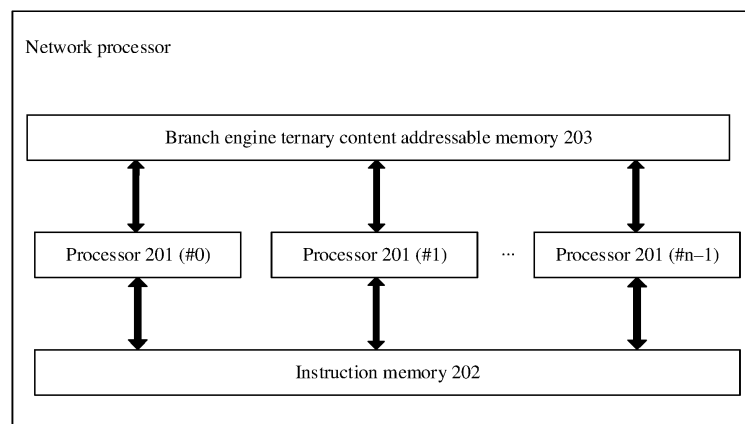 Network processor
Branch engine ternary content addressable memory 203
Processor 201 (#0)
Processor 201 (#1)
...
Processor 201 (#n–1)
Instruction memory 202